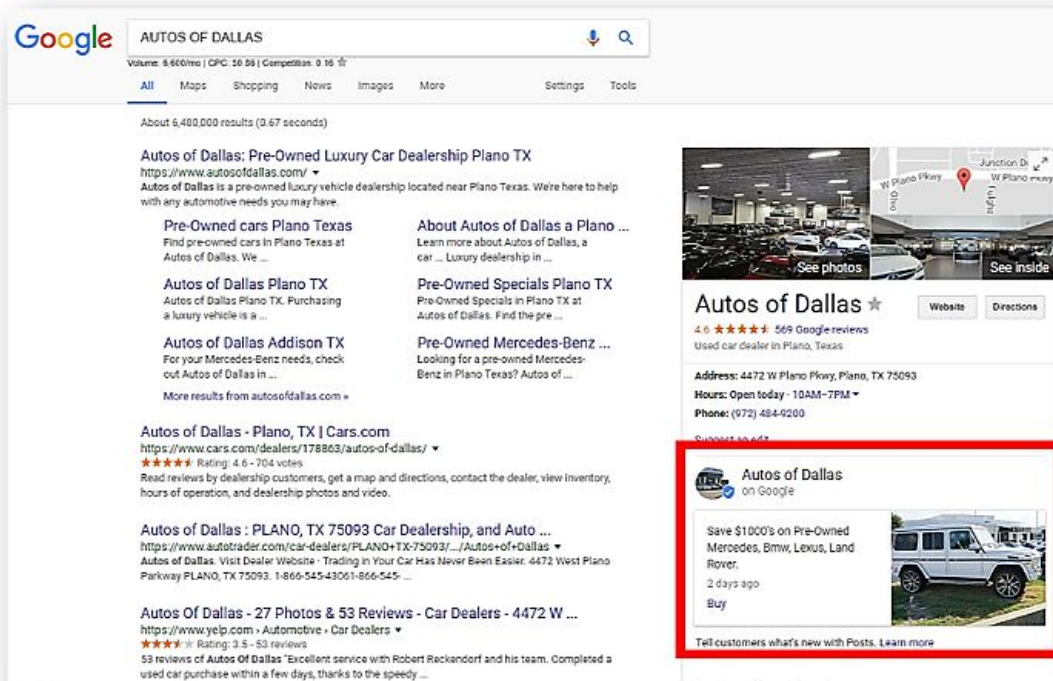 Google
AUTOS OF DALLAS
Volume: 6,600/mo | CPC: $0.86 | Competition: 0.16
All Maps Shopping News Images More Settings Tools
About 6,480,000 results (0.67 seconds)
Autos of Dallas: Pre-Owned Luxury Car Dealership Plano TX
https://www.autosofdallas.com/
Autos of Dallas is a pre-owned luxury vehicle dealership located near Plano Texas. We're here to help
with any automotive needs you may have.
Pre-Owned cars Plano Texas
Find pre-owned cars in Plano Texas at
Autos of Dallas. We ...
About Autos of Dallas a Plano ...
Learn more about Autos of Dallas, a
car ... Luxury dealership in ...
Autos of Dallas Plano TX
Autos of Dallas Plano TX. Purchasing
a luxury vehicle is a ...
Pre-Owned Specials Plano TX
Pre-Owned Specials in Plano TX at
Autos of Dallas. Find the pre ...
Autos of Dallas Addison TX
For your Mercedes-Benz needs, check
out Autos of Dallas in ...
Pre-Owned Mercedes-Benz ...
Looking for a pre-owned Mercedes-
Benz in Plano Texas? Autos of ...
More results from autosofdallas.com »
Autos of Dallas - Plano, TX | Cars.com
https://www.cars.com/dealers/178863/autos-of-dallas/
Rating: 4.6 - 704 votes
Read reviews by dealership customers, get a map and directions, contact the dealer, view inventory,
hours of operation, and dealership photos and video.
Autos of Dallas : PLANO, TX 75093 Car Dealership, and Auto ...
https://www.autotrader.com/car-dealers/PLANO+TX-75093/.../Autos+of+Dallas
Autos of Dallas. Visit Dealer Website · Trading in Your Car Has Never Been Easier. 4472 West Plano
Parkway PLANO, TX 75093. 1-866-545-43061-866-545- ...
Autos Of Dallas - 27 Photos & 53 Reviews - Car Dealers - 4472 W ...
https://www.yelp.com › Automotive › Car Dealers
Rating: 3.5 - 53 reviews
53 reviews of Autos Of Dallas "Excellent service with Robert Reckendorf and his team. Completed a
used car purchase within a few days, thanks to the speedy ...
W Plano Pkwy
Ohio
Fulgham
W Plano Pkwy
See photos
See inside
Autos of Dallas
Website
Directions
4.6 569 Google reviews
Used car dealer in Plano, Texas
Address: 4472 W Plano Pkwy, Plano, TX 75093
Hours: Open today · 10AM–7PM
Phone: (972) 484-9200
Suggest an edit
Autos of Dallas
on Google
Save $1000's on Pre-Owned
Mercedes, Bmw, Lexus, Land
Rover.
2 days ago
Buy
Tell customers what's new with Posts. Learn more